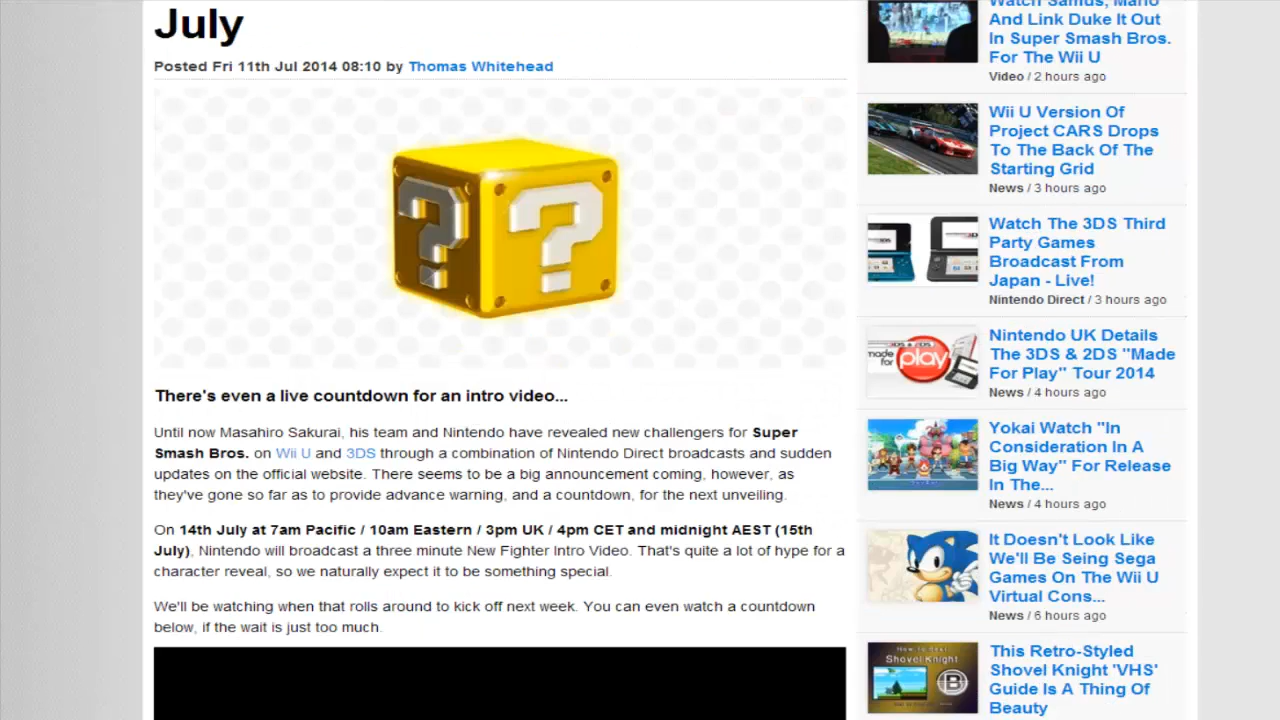 July
Posted Fri 11th Jul 2014 08:10 by Thomas Whitehead
There's even a live countdown for an intro video...
Until now Masahiro Sakurai, his team and Nintendo have revealed new challengers for Super
Smash Bros. on Wii U and 3DS through a combination of Nintendo Direct broadcasts and sudden
updates on the official website. There seems to be a big announcement coming, however, as
they've gone so far as to provide advance warning, and a countdown, for the next unveiling.
On 14th July at 7am Pacific / 10am Eastern / 3pm UK / 4pm CET and midnight AEST (15th
July), Nintendo will broadcast a three minute New Fighter Intro Video. That's quite a lot of hype for a
character reveal, so we naturally expect it to be something special.
We'll be watching when that rolls around to kick off next week. You can even watch a countdown
below, if the wait is just too much.
Watch Samus, Mario
And Link Duke It Out
In Super Smash Bros.
For The Wii U
Video / 2 hours ago
Wii U Version Of
Project CARS Drops
To The Back Of The
Starting Grid
News / 3 hours ago
Watch The 3DS Third
Party Games
Broadcast From
Japan - Live!
Nintendo Direct / 3 hours ago
made
for
play
Nintendo UK Details
The 3DS & 2DS "Made
For Play" Tour 2014
News / 4 hours ago
Yokai Watch "In
Consideration In A
Big Way" For Release
In The...
News / 4 hours ago
It Doesn't Look Like
We'll Be Seing Sega
Games On The Wii U
Virtual Cons...
News / 6 hours ago
Shovel Knight
This Retro-Styled
Shovel Knight 'VHS'
Guide Is A Thing Of
Beauty